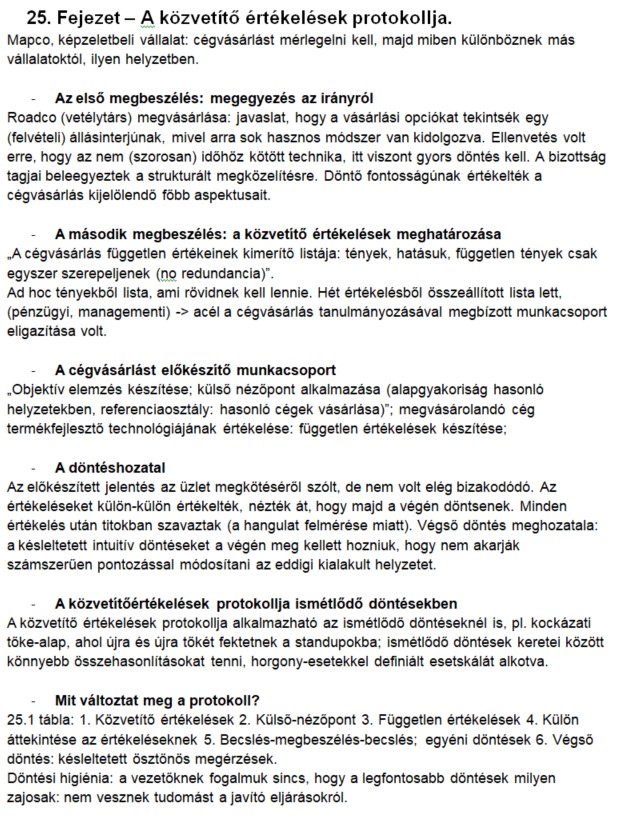 25. Fejezet – A közvetítő értékelések protokollja.
Mapco, képzeletbeli vállalat: cégvásárlást mérlegelni kell, majd miben különböznek más
vállalatoktól, ilyen helyzetben.
- Az első megbeszélés: megegyezés az irányról
Roadco (vetélytárs) megvásárlása: javaslat, hogy a vásárlási opciókat tekintsék egy
(felvételi) állásinterjúnak, mivel arra sok hasznos módszer van kidolgozva. Ellenvetés volt
erre, hogy az nem (szorosan) időhöz kötött technika, itt viszont gyors döntés kell. A bizottság
tagjai beleegyeztek a strukturált megközelítésre. Döntő fontosságúnak értékelték a
cégvásárlás kijelölendő főbb aspektusait.
- A második megbeszélés: a közvetítő értékelések meghatározása
„A cégvásárlás független értékeinek kimerítő listája: tények, hatásuk, független tények csak
egyszer szerepeljenek (no redundancia)”.
Ad hoc tényekből lista, ami rövidnek kell lennie. Hét értékelésből összeállított lista lett,
(pénzügyi, managementi) -> acél a cégvásárlás tanulmányozásával megbízott munkacsoport
eligazítása volt.
- A cégvásárlást előkészítő munkacsoport
„Objektív elemzés készítése; külső nézőpont alkalmazása (alapgyakoriság hasonló
helyzetekben, referenciaosztály: hasonló cégek vásárlása)”; megvásárolandó cég
termékfejlesztő technológiájának értékelése: független értékelések készítése;
- A döntéshozatal
Az előkészített jelentés az üzlet megkötéséről szólt, de nem volt elég bizakodódó. Az
értékeléseket külön-külön értékelték, nézték át, hogy majd a végén döntsenek. Minden
értékelés után titokban szavaztak (a hangulat felmérése miatt). Végső döntés meghozatala:
a késleltetett intuitív döntéseket a végén meg kellett hozniuk, hogy nem akarják
számszerűen pontozással módosítani az eddigi kialakult helyzetet.
- A közvetítőértékelések protokollja ismétlődő döntésekben
A közvetítő értékelések protokollja alkalmazható az ismétlődő döntéseknél is, pl. kockázati
tőke-alap, ahol újra és újra tőkét fektetnek a standupokba; ismétlődő döntések keretei között
könnyebb összehasonlításokat tenni, horgony-esetekkel definiált esetskálát alkotva.
- Mit változtat meg a protokoll?
25.1 tábla: 1. Közvetítő értékelések 2. Külső-nézőpont 3. Független értékelések 4. Külön
áttekintése az értékeléseknek 5. Becslés-megbeszélés-becslés; egyéni döntések 6. Végső
döntés: késleltetett ösztönös megérzések.
Döntési higiénia: a vezetőknek fogalmuk sincs, hogy a legfontosabb döntések milyen
zajosak: nem vesznek tudomást a javító eljárásokról.